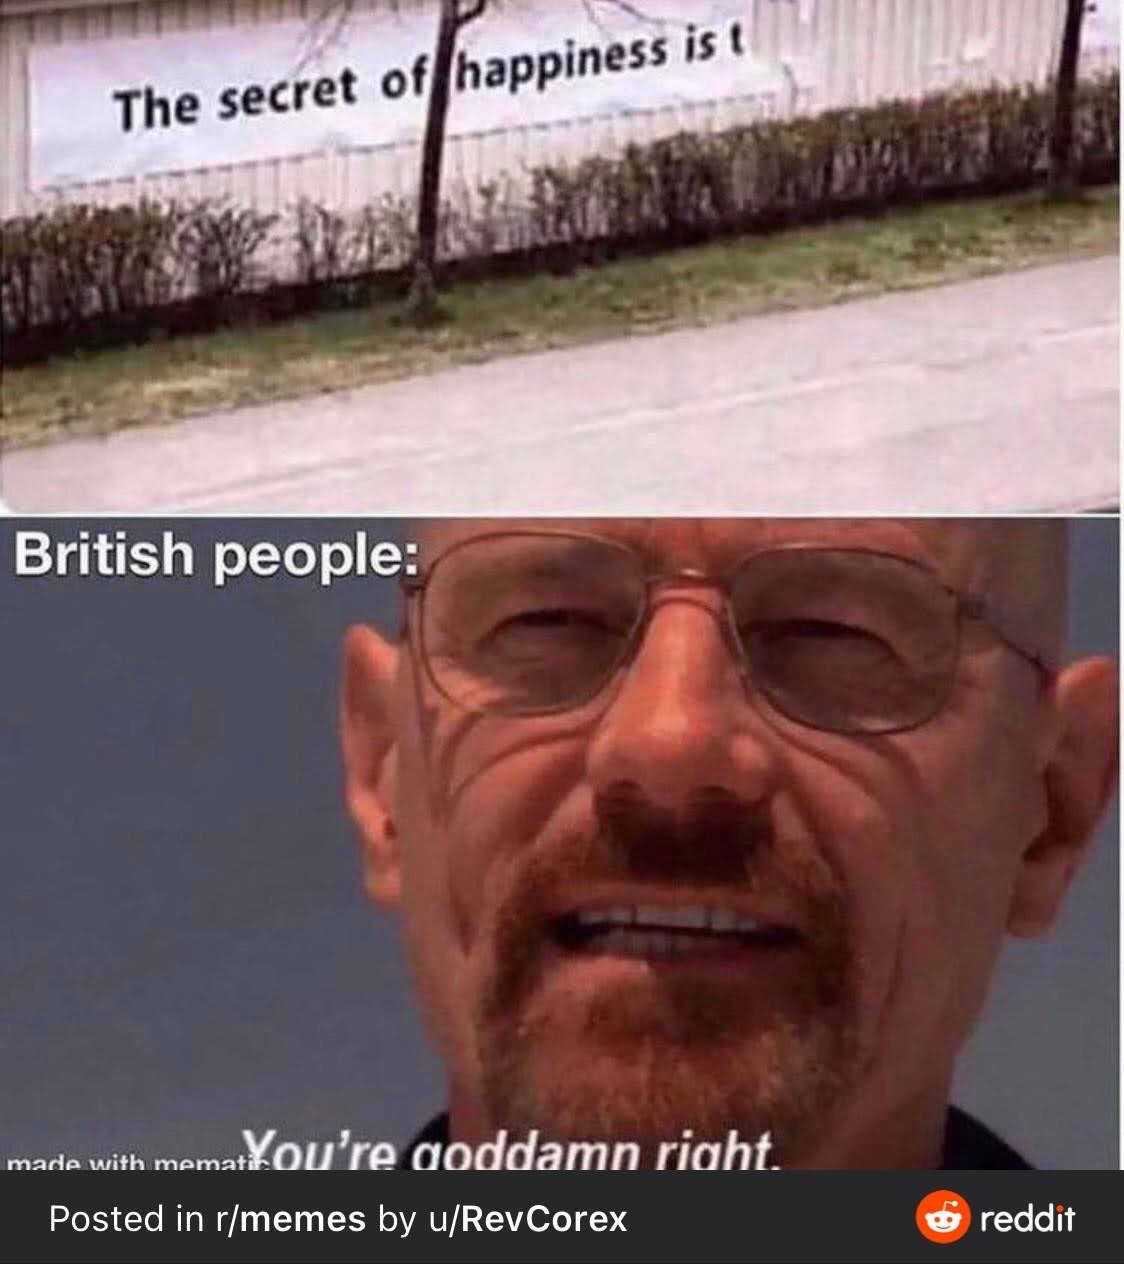 The secret of happiness is t
British people:
You're goddamn right.
made with mematic
Posted in r/memes by u/RevCorex
reddit